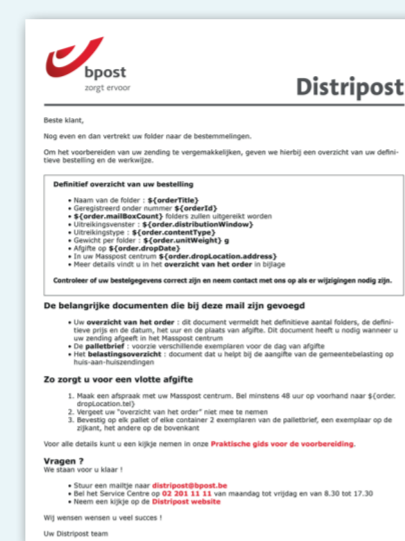 bpost
zorgt ervoor
Distripost
Beste klant,
Nog even en dan vertrekt uw folder naar de bestemmelingen.
Om het voorbereiden van uw zending te vergemakkelijken, geven we hierbij een overzicht van uw defini-
tieve bestelling en de werkwijze.
Definitief overzicht van uw bestelling
• Naam van de folder : ${orderTitle}
• Geregistreerd onder nummer ${orderId}
• ${order.mailBoxCount} folders zullen uitgereikt worden
• Uitreikingsvenster : ${order.distributionWindow}
• Uitreikingstype : ${order.contentType}
• Gewicht per folder : ${order.unitWeight} g
• Afgifte op ${order.dropDate}
• In uw Masspost centrum ${order.dropLocation.address}
• Meer details vindt u in het overzicht van het order in bijlage
Controleer of uw bestelgegevens correct zijn en neem contact met ons op als er wijzigingen nodig zijn.
De belangrijke documenten die bij deze mail zijn gevoegd
• Uw overzicht van het order : dit document vermeldt het definitieve aantal folders, de defini-
tieve prijs en de datum, het uur en de plaats van afgifte. Dit document heeft u nodig wanneer u
uw zending afgeeft in het Masspost centrum
• De palletbrief : voorzie verschillende exemplaren voor de dag van afgifte
• Het belastingsoverzicht : document dat u helpt bij de aangifte van de gemeentebelasting op
huis-aan-huiszendingen
Zo zorgt u voor een vlotte afgifte
1. Maak een afspraak met uw Masspost centrum. Bel minstens 48 uur op voorhand naar ${order.
dropLocation.tel}
2. Vergeet uw "overzicht van het order" niet mee te nemen
3. Bevestig op elk pallet of elke container 2 exemplaren van de palletbrief, een exemplaar op de
zijkant, het andere op de bovenkant
Voor alle details kunt u een kijkje nemen in onze Praktische gids voor de voorbereiding.
Vragen ?
We staan voor u klaar !
• Stuur een mailtje naar distripost@bpost.be
• Bel het Service Centre op 02 201 11 11 van maandag tot vrijdag en van 8.30 tot 17.30
• Neem een kijkje op de Distripost website
Wij wensen wensen u veel succes !
Uw Distripost team